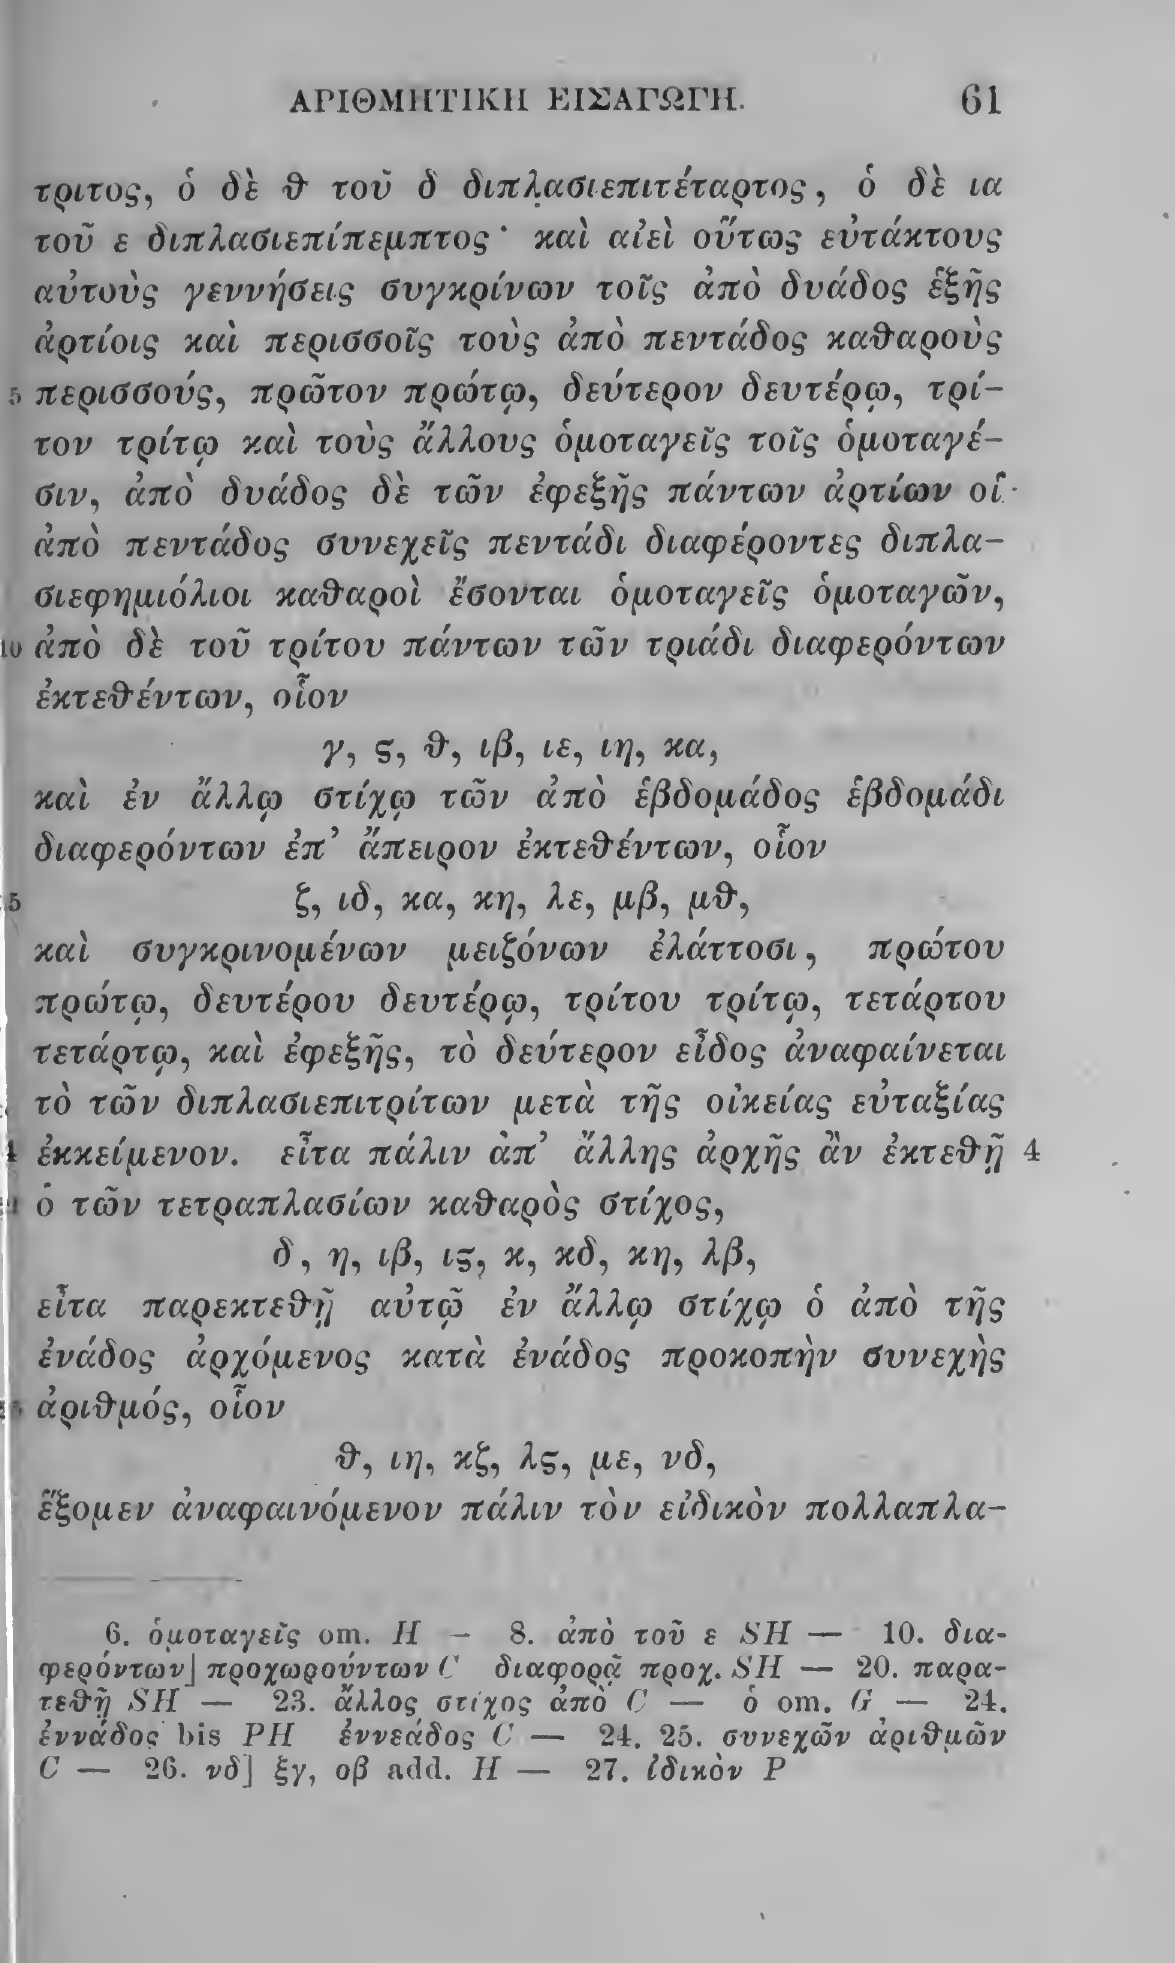 ΑΡΙΘΜΗΤΙΚΗ ΕΙΣΑΓΩΓΗ. 61
τριτος, ὁ δὲ ϑ τοῦ δ διπλασιεπιτέταρτος, ὁ δὲ ια
τοῦ ε διπλασιεπίπεμπτος· καὶ αἰεὶ οὕτως εὐτάκτους
αὐτοὺς γεννήσεις συγκρίνων τοῖς ἀπὸ δυάδος ἑξῆς
ἀρτίοις καὶ περισσοῖς τοὺς ἀπὸ πεντάδος καϑαροὺς
5 περισσούς, πρῶτον πρώτῳ, δεύτερον δευτέρῳ, τρί-
τον τρίτῳ καὶ τοὺς ἄλλους ὁμοταγεῖς τοῖς ὁμοταγέ-
σιν, ἀπὸ δυάδος δὲ τῶν ἐφεξῆς πάντων ἀρτίων οἱ
ἀπὸ πεντάδος συνεχεῖς πεντάδι διαφέροντες διπλα-
σιεφημιόλιοι καϑαροὶ ἔσονται ὁμοταγεῖς ὁμοταγῶν,
10 ἀπὸ δὲ τοῦ τρίτου πάντων τῶν τριάδι διαφερόντων
ἐκτεϑέντων, οἷον
γ, ς, ϑ, ιβ, ιε, ιη, κα,
καὶ ἐν ἄλλῳ στίχῳ τῶν ἀπὸ ἑβδομάδος ἑβδομάδι
διαφερόντων ἐπ’ ἄπειρον ἐκτεϑέντων, οἷον
5 ζ, ιδ, κα, κη, λε, μβ, μϑ,
καὶ συγκρινομένων μειζόνων ἐλάττοσι, πρώτου
πρώτῳ, δευτέρου δευτέρῳ, τρίτου τρίτῳ, τετάρτου
τετάρτῳ, καὶ ἐφεξῆς, τὸ δεύτερον εἶδος ἀναφαίνεται
τὸ τῶν διπλασιεπιτρίτων μετὰ τῆς οἰκείας εὐταξίας
ἐκκείμενον. εἶτα πάλιν ἀπ’ ἄλλης ἀρχῆς ἂν ἐκτεϑῇ 4
ὁ τῶν τετραπλασίων καϑαρὸς στίχος,
δ, η, ιβ, ις, κ, κδ, κη, λβ,
εἶτα παρεκτεϑῇ αὐτῷ ἐν ἄλλῳ στίχῳ ὁ ἀπὸ τῆς
ἐνάδος ἀρχόμενος κατὰ ἐνάδος προκοπὴν συνεχὴς
ἀριϑμός, οἷον
ϑ, ιη, κζ, λς, με, νδ,
ἕξομεν ἀναφαινόμενον πάλιν τὸν εἰδικὸν πολλαπλα-
6. ὁμοταγεῖς om. H — 8. ἀπὸ τοῦ ε SH — 10. δια-
φερόντων] προχωρούντων C διαφορᾷ προχ. SH — 20. παρα-
τεϑῇ SH — 23. ἄλλος στίχος ἀπὸ C — ὁ om. G — 24.
ἐννάδος bis PH ἐννεάδος C — 24. 25. συνεχῶν ἀριϑμῶν
C — 26. νδ] ξγ, οβ add. H — 27. ἰδικὸν P